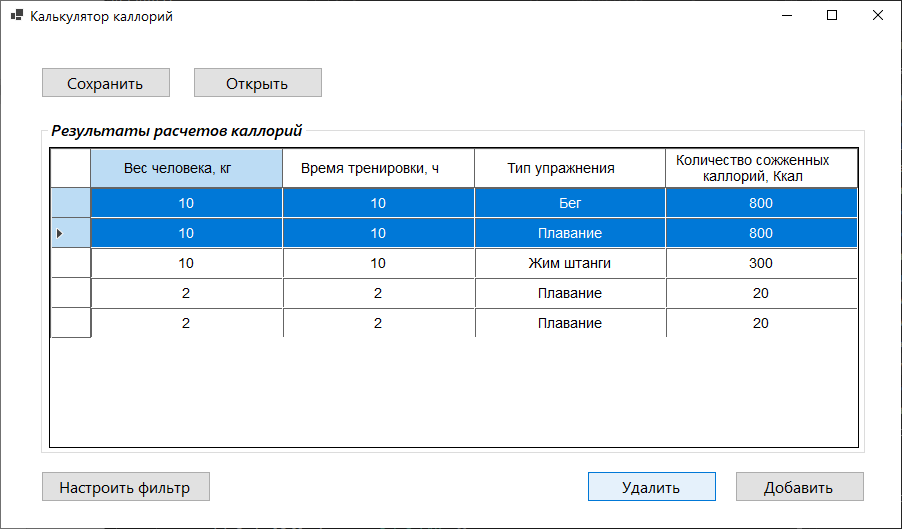 Калькулятор каллорий
Сохранить Открыть
Результаты расчетов каллорий
Вес человека, кг Время тренировки, ч Тип упражнения Количество сожженных каллорий, Ккал
10 10 Бег 800
10 10 Плавание 800
10 10 Жим штанги 300
2 2 Плавание 20
2 2 Плавание 20
Настроить фильтр Удалить Добавить